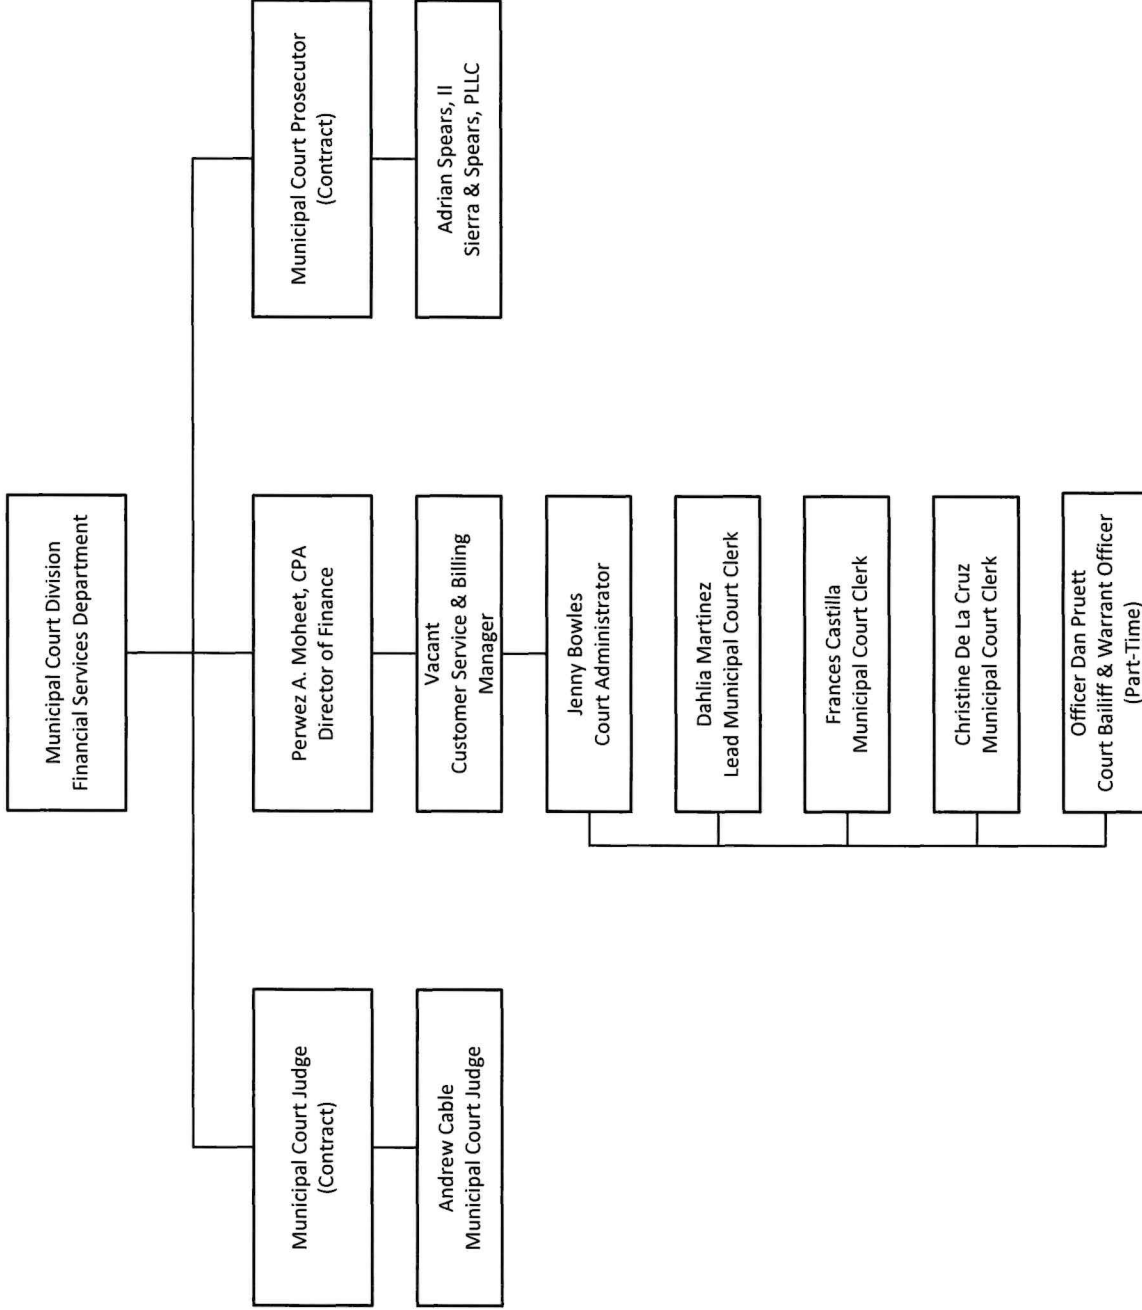 Municipal Court Division
Financial Services Department
Municipal Court Judge
(Contract)
Andrew Cable
Municipal Court Judge
Perwez A. Moheet, CPA
Director of Finance
Vacant
Customer Service & Billing
Manager
Jenny Bowles
Court Administrator
Dahlia Martinez
Lead Municipal Court Clerk
Frances Castilla
Municipal Court Clerk
Christine De La Cruz
Municipal Court Clerk
Officer Dan Pruett
Court Bailiff & Warrant Officer
(Part-Time)
Municipal Court Prosecutor
(Contract)
Adrian Spears, II
Sierra & Spears, PLLC